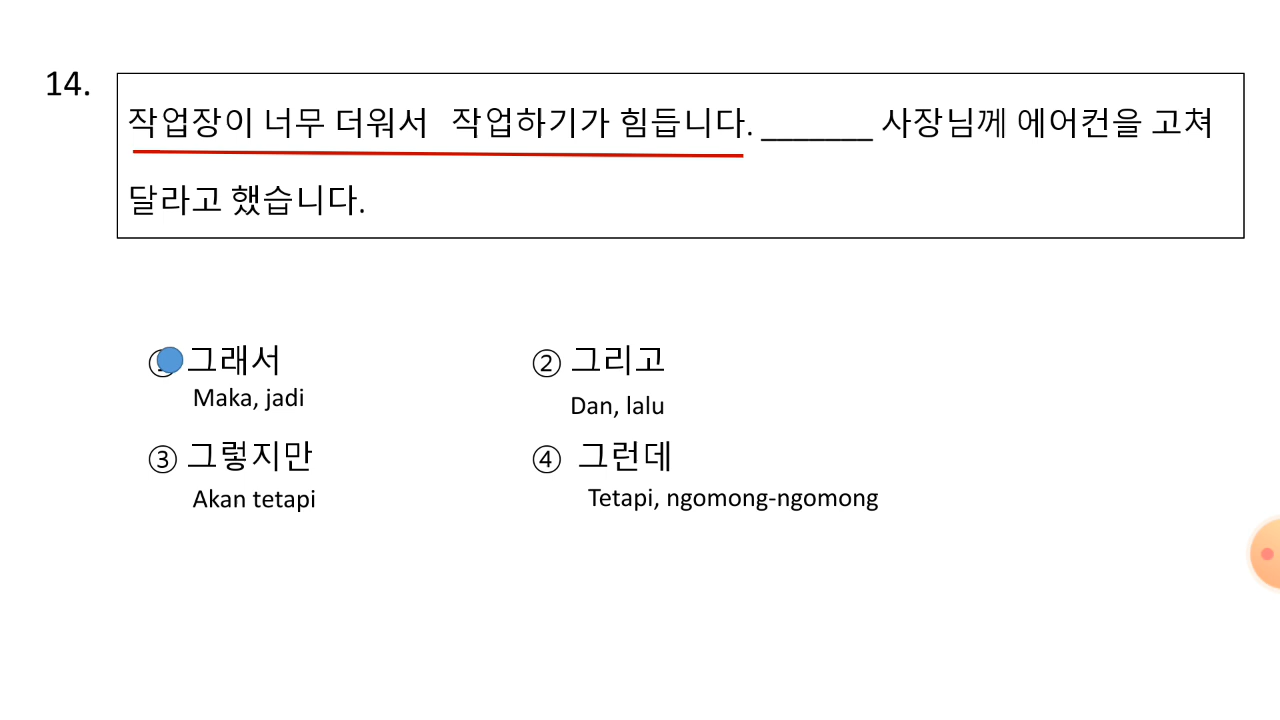 14.
작업장이 너무 더워서 작업하기가 힘듭니다. _______ 사장님께 에어컨을 고쳐
달라고 했습니다.
① 그래서
Maka, jadi
② 그리고
Dan, lalu
③ 그렇지만
Akan tetapi
④ 그런데
Tetapi, ngomong-ngomong